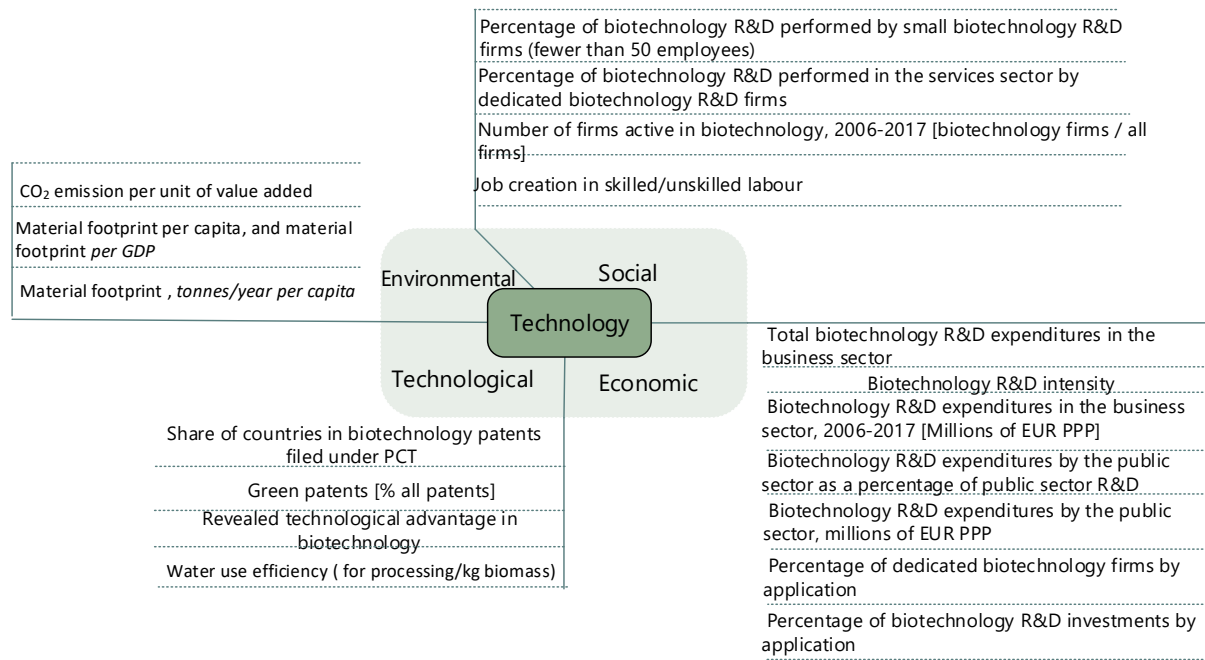 Percentage of biotechnology R&D performed by small biotechnology R&D
firms (fewer than 50 employees)
Percentage of biotechnology R&D performed in the services sector by
dedicated biotechnology R&D firms
Number of firms active in biotechnology, 2006-2017 [biotechnology firms / all
firms]
Job creation in skilled/unskilled labour
CO₂ emission per unit of value added
Material footprint per capita, and material
footprint per GDP
Material footprint , tonnes/year per capita
Environmental
Social
Technology
Technological
Economic
Share of countries in biotechnology patents
filed under PCT
Green patents [% all patents]
Revealed technological advantage in
biotechnology
Water use efficiency ( for processing/kg biomass)
Total biotechnology R&D expenditures in the
business sector
Biotechnology R&D intensity
Biotechnology R&D expenditures in the business
sector, 2006-2017 [Millions of EUR PPP]
Biotechnology R&D expenditures by the public
sector as a percentage of public sector R&D
Biotechnology R&D expenditures by the public
sector, millions of EUR PPP
Percentage of dedicated biotechnology firms by
application
Percentage of biotechnology R&D investments by
application